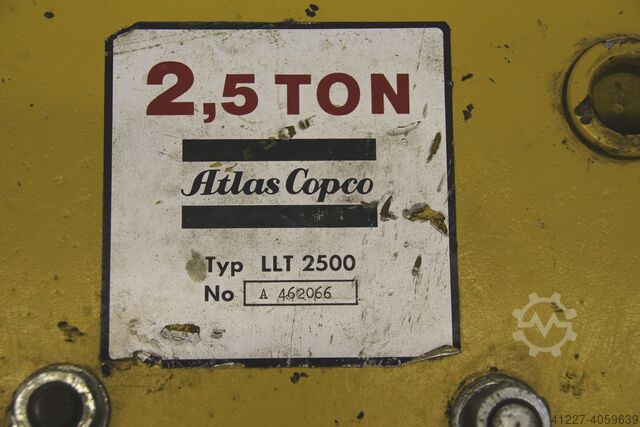 2,5 TON
Atlas Copco
Typ LLT 2500
No A 462066
41227-4059639